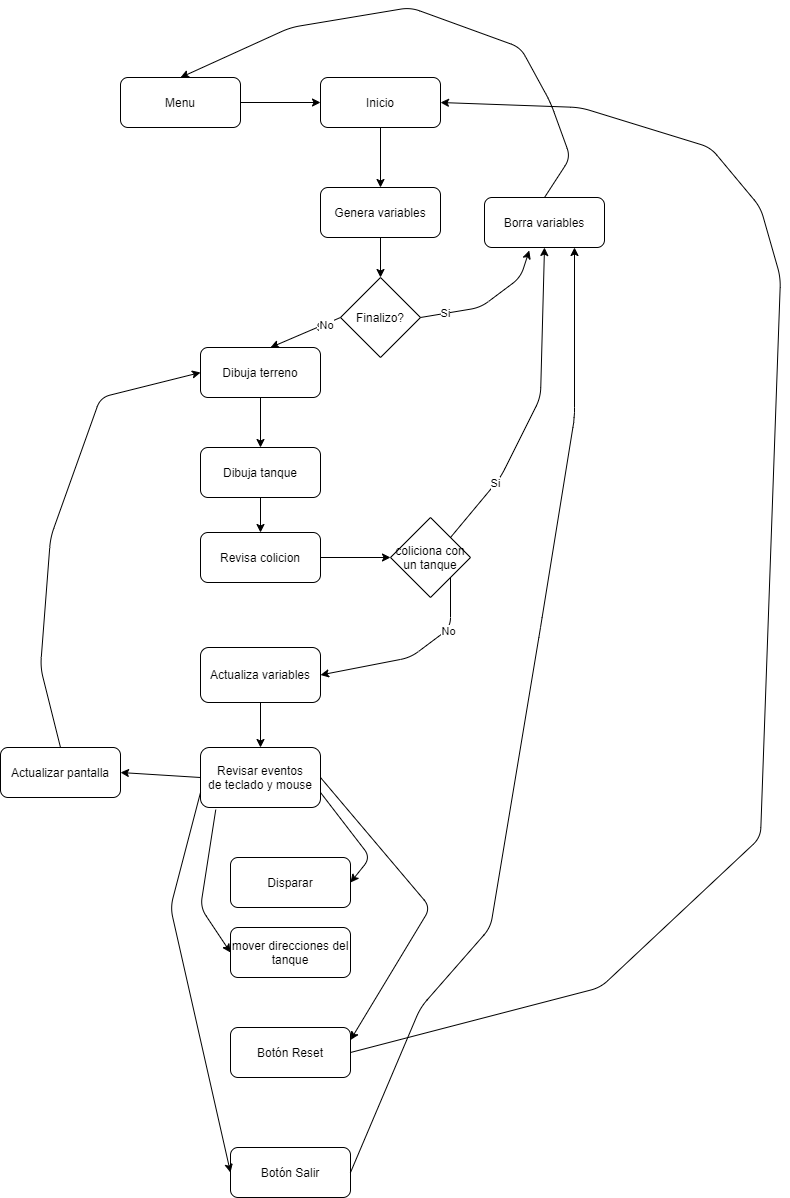 Menu
Inicio
Genera variables
Borra variables
Finalizo?
Si
No
Dibuja terreno
Dibuja tanque
Si
Revisa colicion
coliciona con
un tanque
No
Actualiza variables
Actualizar pantalla
Revisar eventos
de teclado y mouse
Disparar
mover direcciones del
tanque
Botón Reset
Botón Salir